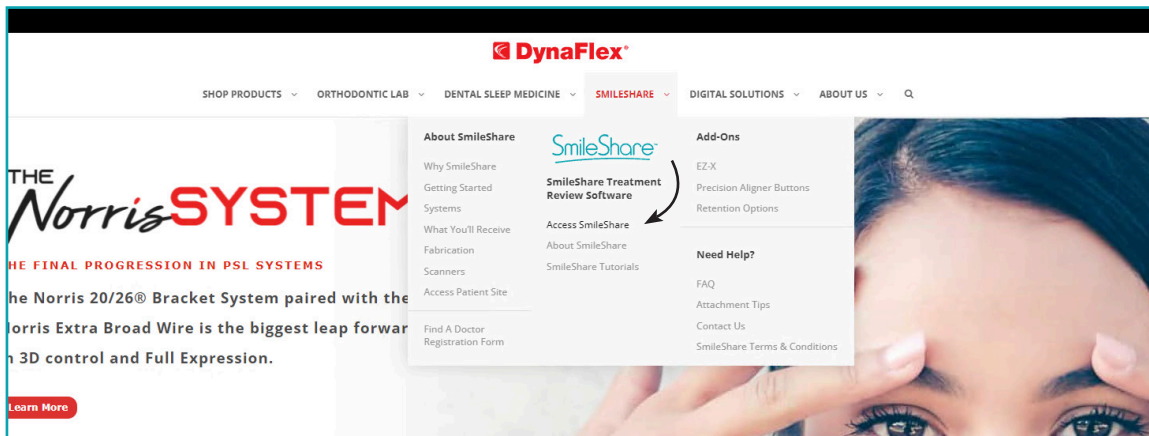 DynaFlex®
SHOP PRODUCTS
ORTHODONTIC LAB
DENTAL SLEEP MEDICINE
SMILESHARE
DIGITAL SOLUTIONS
ABOUT US
About SmileShare
Why SmileShare
Getting Started
Systems
What You'll Receive
Fabrication
Scanners
Access Patient Site
Find A Doctor
Registration Form
SmileShare™
SmileShare Treatment
Review Software
Access SmileShare
About SmileShare
SmileShare Tutorials
Add-Ons
EZ-X
Precision Aligner Buttons
Retention Options
Need Help?
FAQ
Attachment Tips
Contact Us
SmileShare Terms & Conditions
THE
Norris SYSTEM
HE FINAL PROGRESSION IN PSL SYSTEMS
he Norris 20/26® Bracket System paired with the
orris Extra Broad Wire is the biggest leap forwar
n 3D control and Full Expression.
Learn More